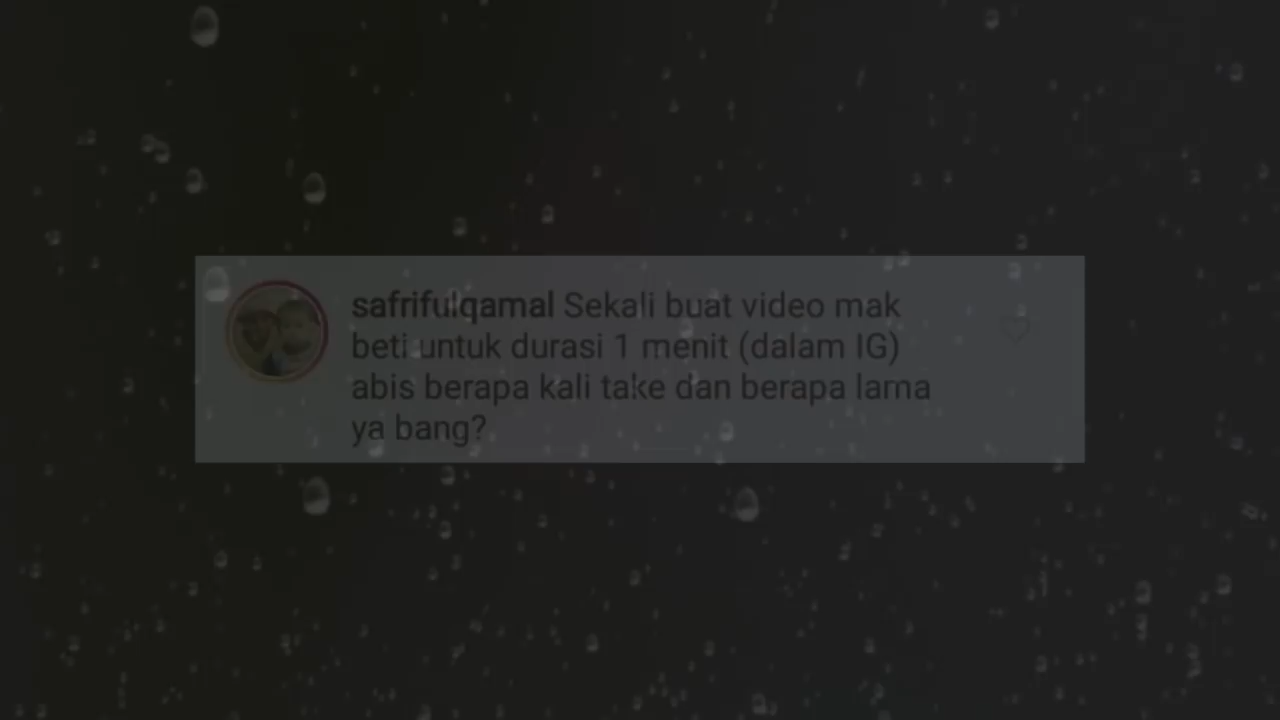 safrifulqamal Sekali buat video mak
beti untuk durasi 1 menit (dalam IG)
abis berapa kali take dan berapa lama
ya bang?